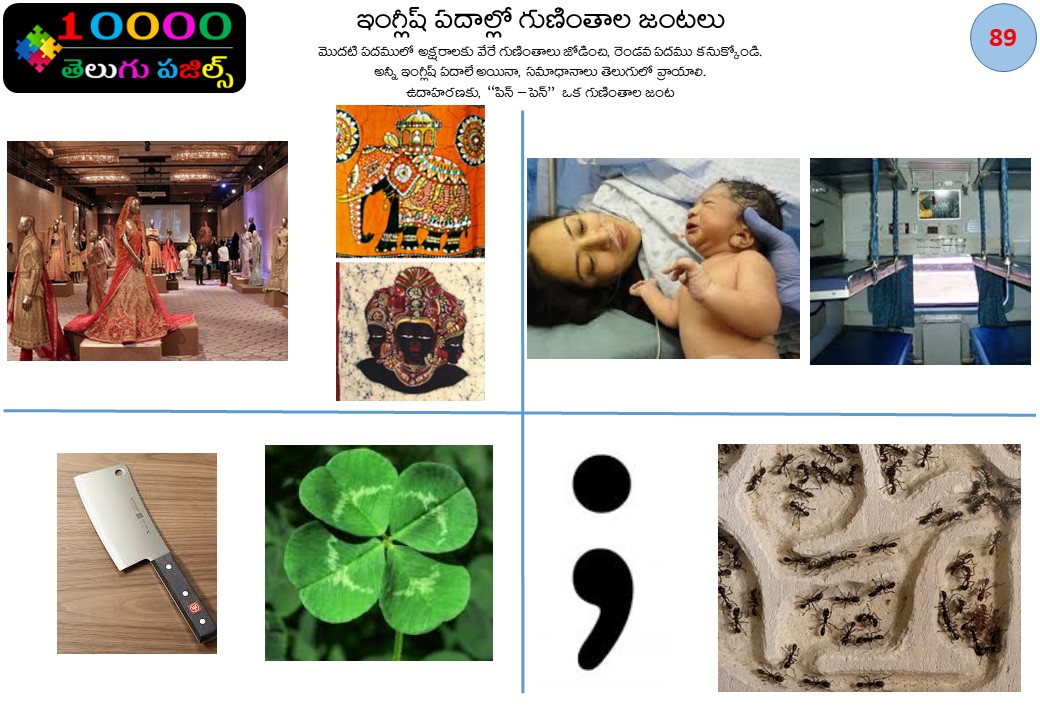 10000
తెలుగు పజిల్స్
ఇంగ్లీష్ పదాల్లో గుణింతాల జంటలు
89
మొదటి పదములో అక్షరాలకు వేరే గుణింతాలు జోడించి, రెండవ పదము కనుక్కోండి.
అన్నీ ఇంగ్లీష్ పదాలే అయినా, సమాధానాలు తెలుగులో వ్రాయాలి.
ఉదాహరణకు, “పిన్ – పెన్” ఒక గుణింతాల జంట
;